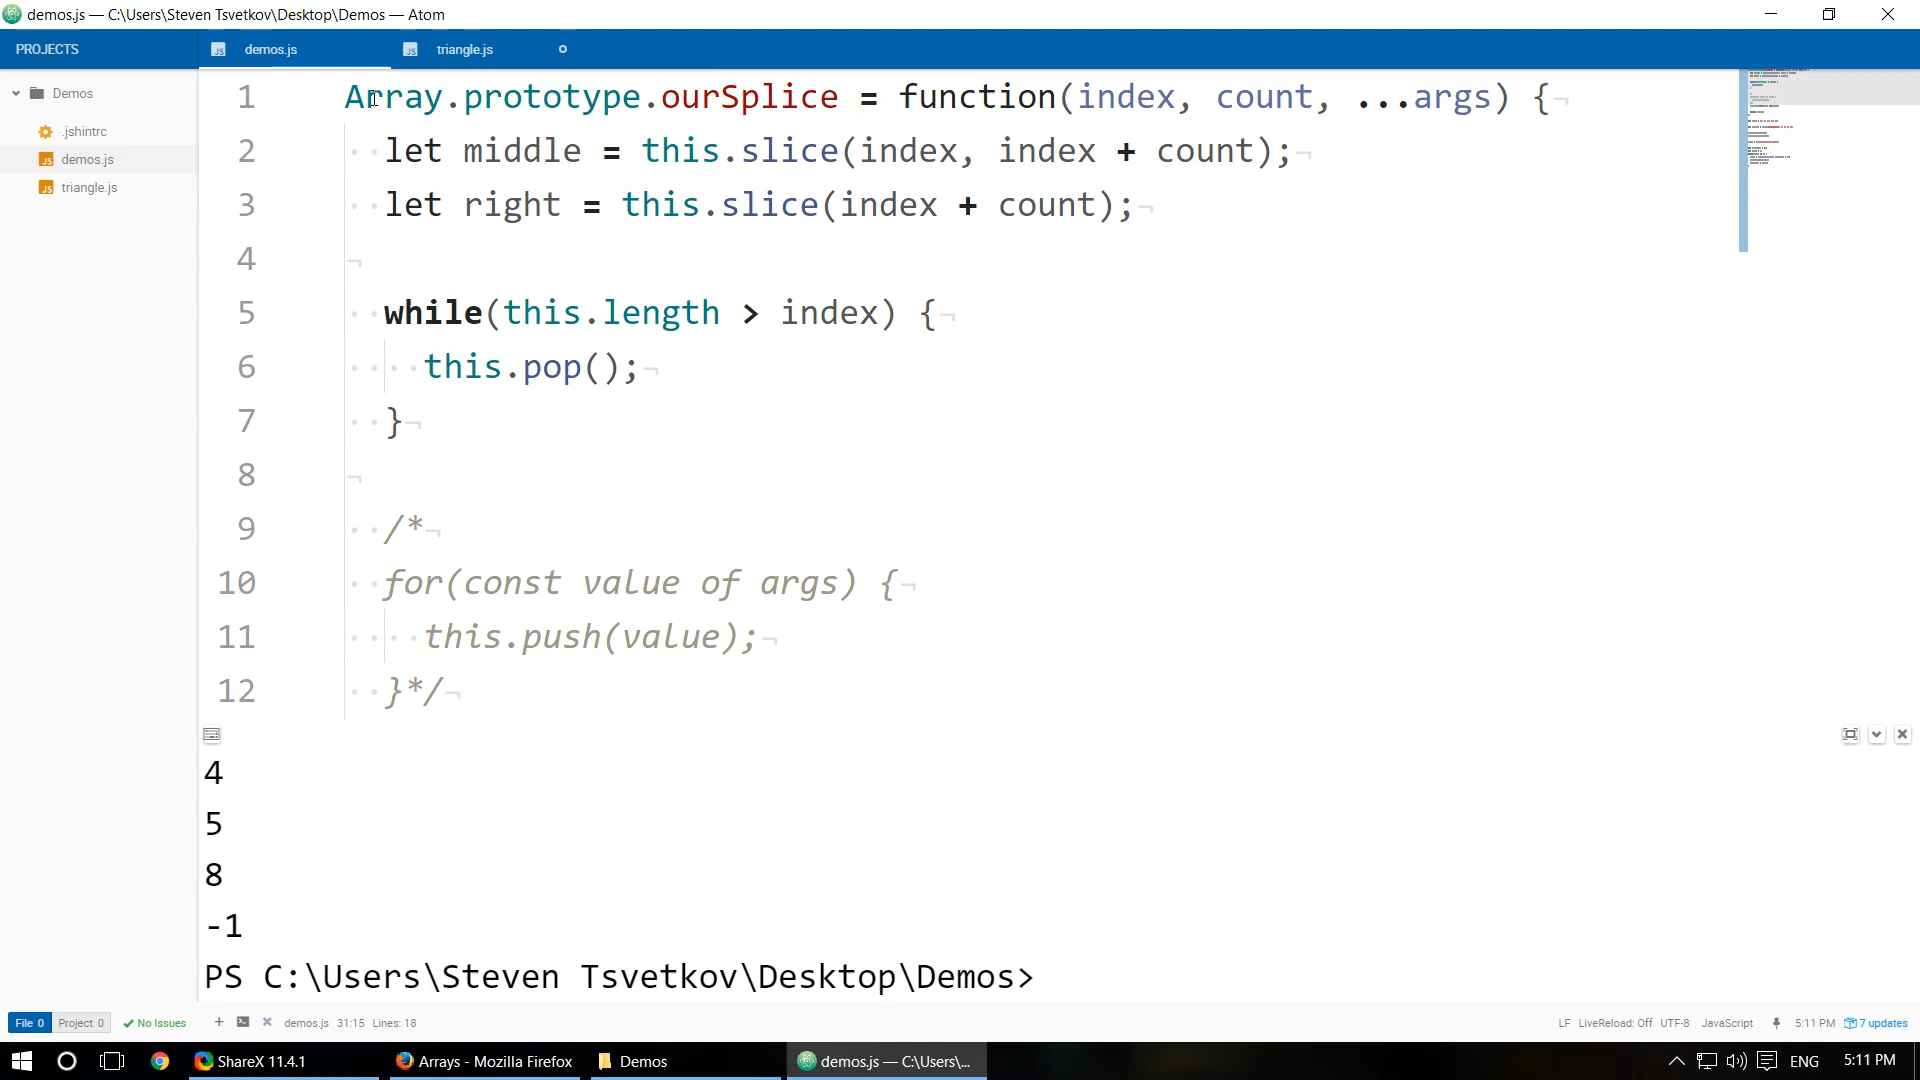 demos.js — C:\Users\Steven Tsvetkov\Desktop\Demos — Atom
PROJECTS
demos.js
triangle.js
Demos
.jshintrc
demos.js
triangle.js
1 Array.prototype.ourSplice = function(index, count, ...args) {¬
2 ··let middle = this.slice(index, index + count);¬
3 ··let right = this.slice(index + count);¬
4 ¬
5 ··while(this.length > index) {¬
6 ····this.pop();¬
7 ··}¬
8 ¬
9 ··/*¬
10 ··for(const value of args) {¬
11 ····this.push(value);¬
12 ··}*/¬
4
5
8
-1
PS C:\Users\Steven Tsvetkov\Desktop\Demos>
File 0 Project 0 No Issues demos.js 31:15 Lines: 18 LF LiveReload: Off UTF-8 JavaScript 5:11 PM 7 updates
ShareX 11.4.1 Arrays - Mozilla Firefox Demos demos.js — C:\Users\... ENG 5:11 PM